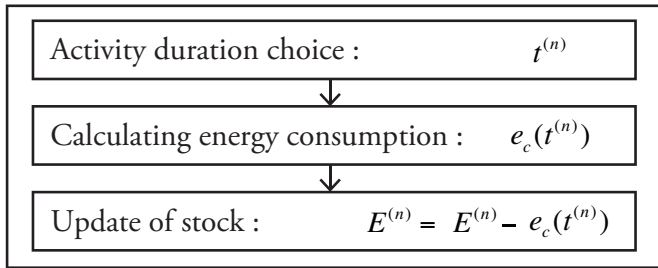 Activity duration choice : t^{(n)}
Calculating energy consumption : e_c(t^{(n)})
Update of stock : E^{(n)} = E^{(n)} − e_c(t^{(n)})